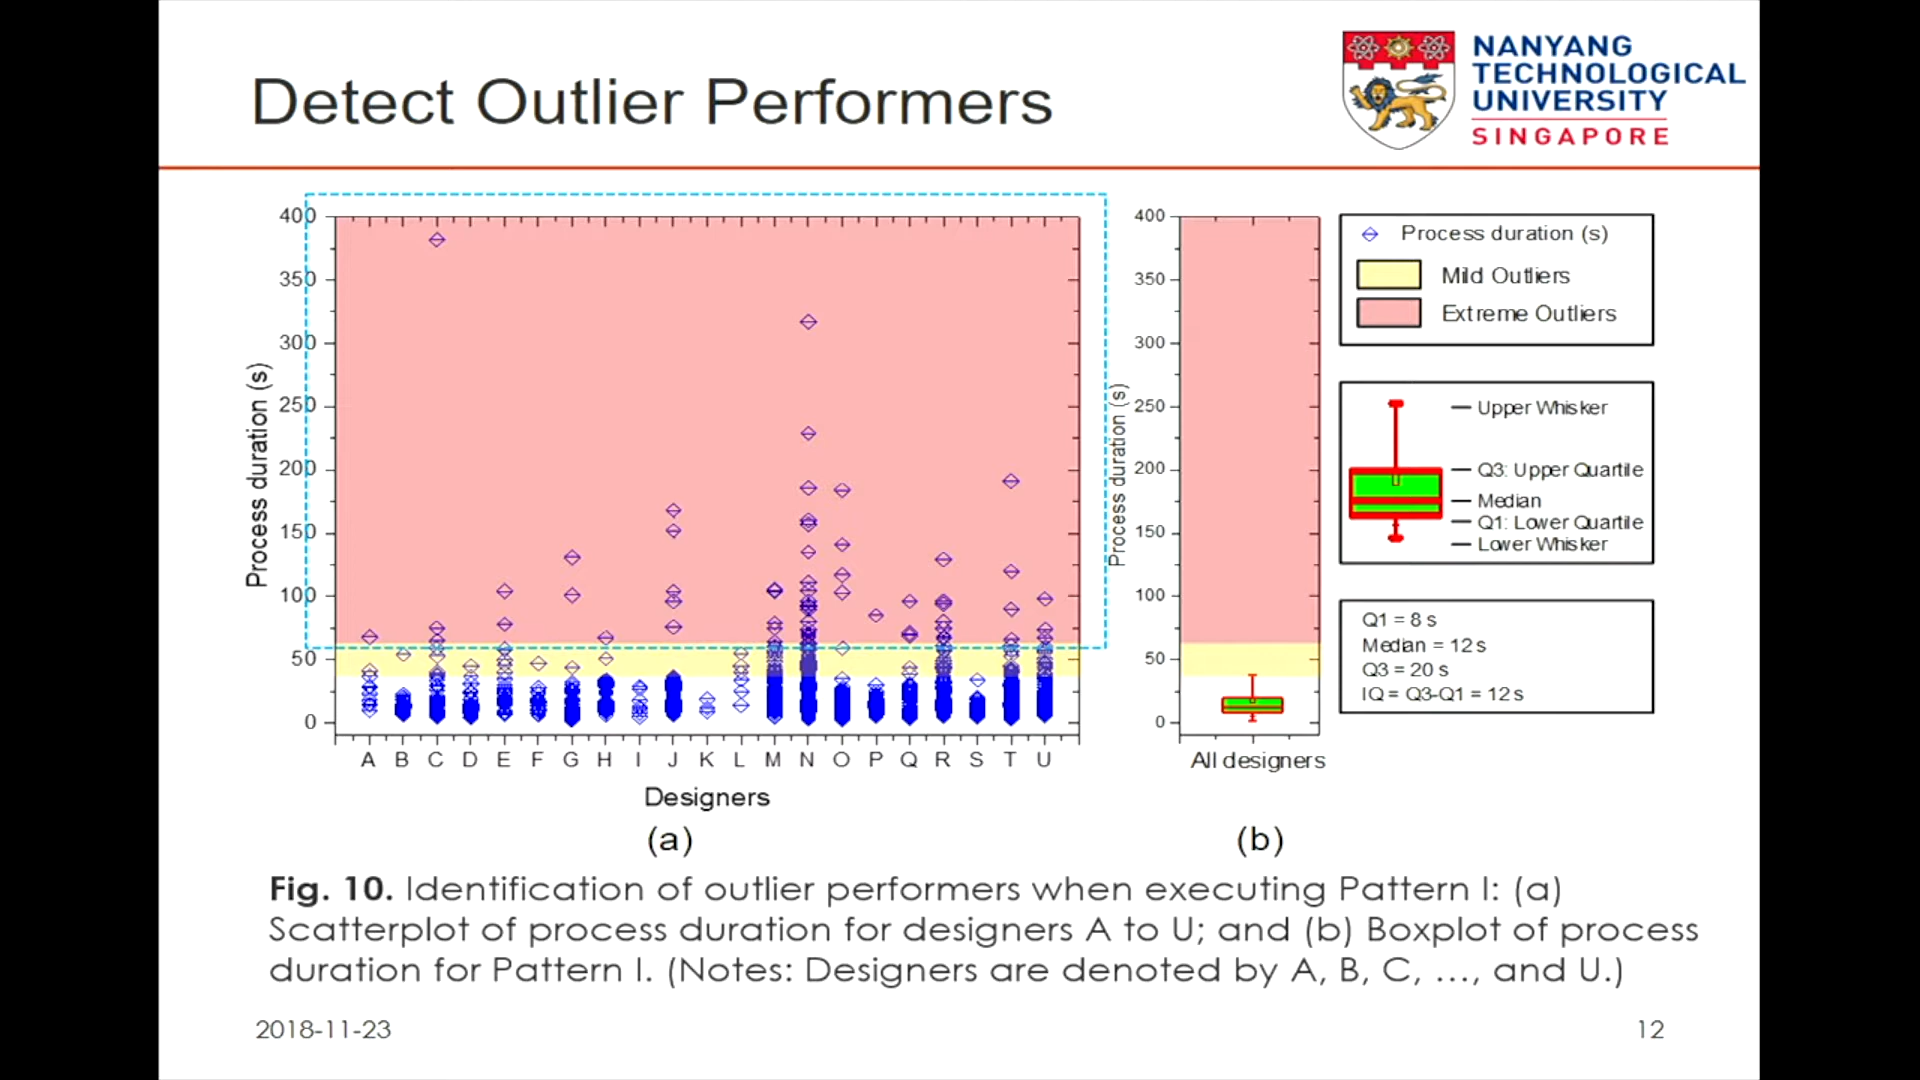 Detect Outlier Performers
NANYANG
TECHNOLOGICAL
UNIVERSITY
SINGAPORE
Process duration (s)
400
350
300
250
200
150
100
50
0
A B C D E F G H I J K L M N O P Q R S T U
Designers
(a)
Process duration (s)
400
350
300
250
200
150
100
50
0
All designers
(b)
Process duration (s)
Mild Outliers
Extreme Outliers
Upper Whisker
Q3: Upper Quartile
Median
Q1: Lower Quartile
Lower Whisker
Q1 = 8 s
Median = 12 s
Q3 = 20 s
IQ = Q3-Q1 = 12 s
Fig. 10. Identification of outlier performers when executing Pattern I: (a)
Scatterplot of process duration for designers A to U; and (b) Boxplot of process
duration for Pattern I. (Notes: Designers are denoted by A, B, C, …, and U.)
2018-11-23
12